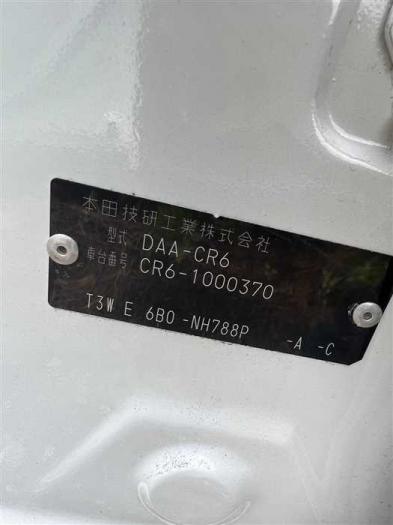 本田技研工業株式会社
型式 DAA-CR6
車台番号 CR6-1000370
T3W E 6B0 -NH788P -A -C